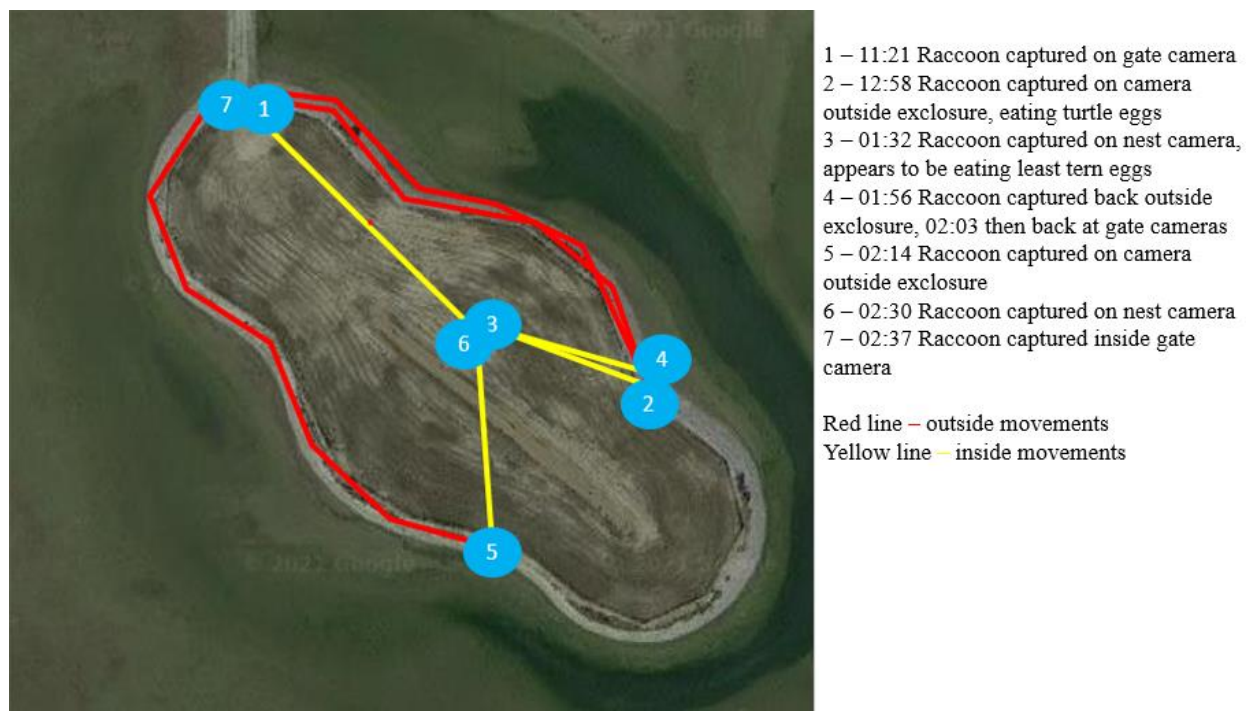 2021 Google
7
1
3
6
4
2
5
© 2021 Google
1 – 11:21 Raccoon captured on gate camera
2 – 12:58 Raccoon captured on camera
outside exclosure, eating turtle eggs
3 – 01:32 Raccoon captured on nest camera,
appears to be eating least tern eggs
4 – 01:56 Raccoon captured back outside
exclosure, 02:03 then back at gate cameras
5 – 02:14 Raccoon captured on camera
outside exclosure
6 – 02:30 Raccoon captured on nest camera
7 – 02:37 Raccoon captured inside gate
camera
Red line – outside movements
Yellow line – inside movements